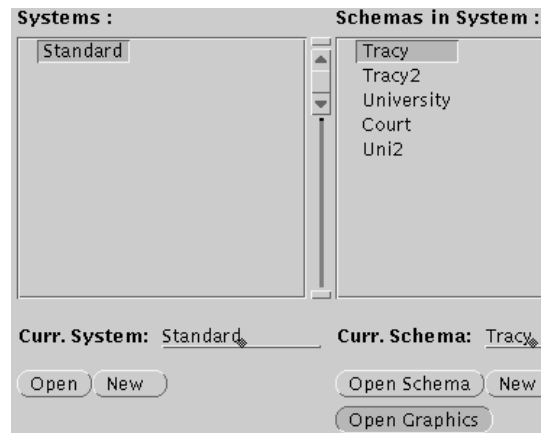 Systems :
Standard
Schemas in System :
Tracy
Tracy2
University
Court
Uni2
Curr. System: Standard
Curr. Schema: Tracy
Open
New
Open Schema
New
Open Graphics